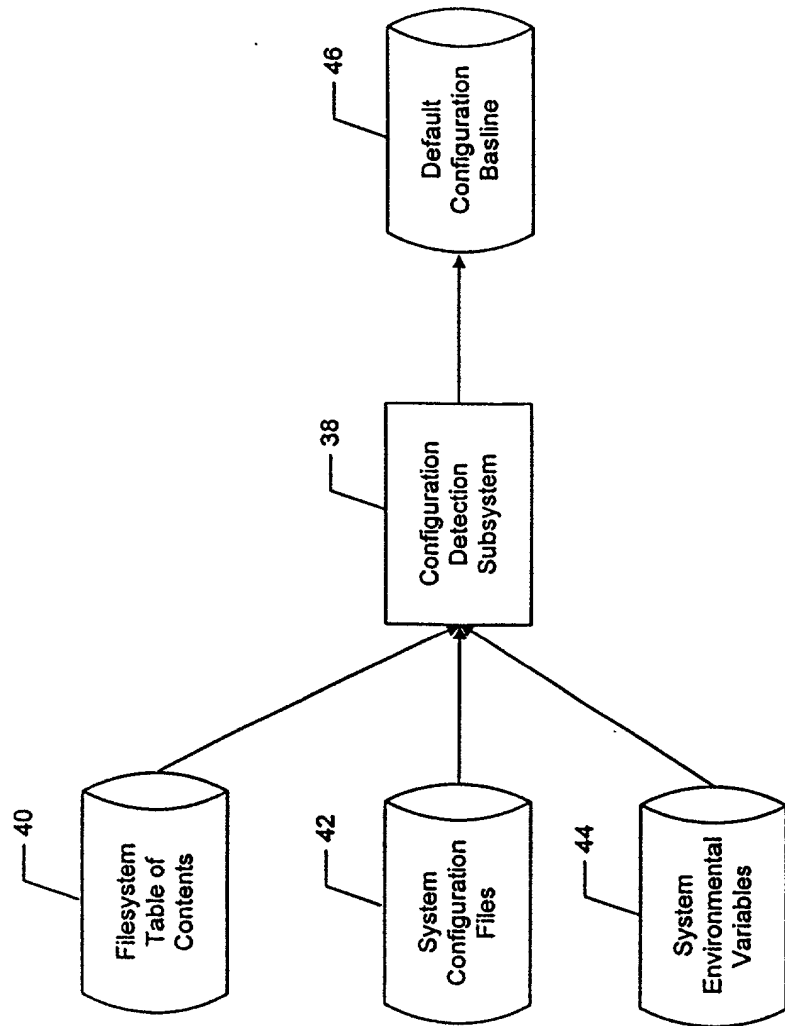 40
Filesystem
Table of
Contents
42
System
Configuration
Files
44
System
Environmental
Variables
38
Configuration
Detection
Subsystem
46
Default
Configuration
Basline